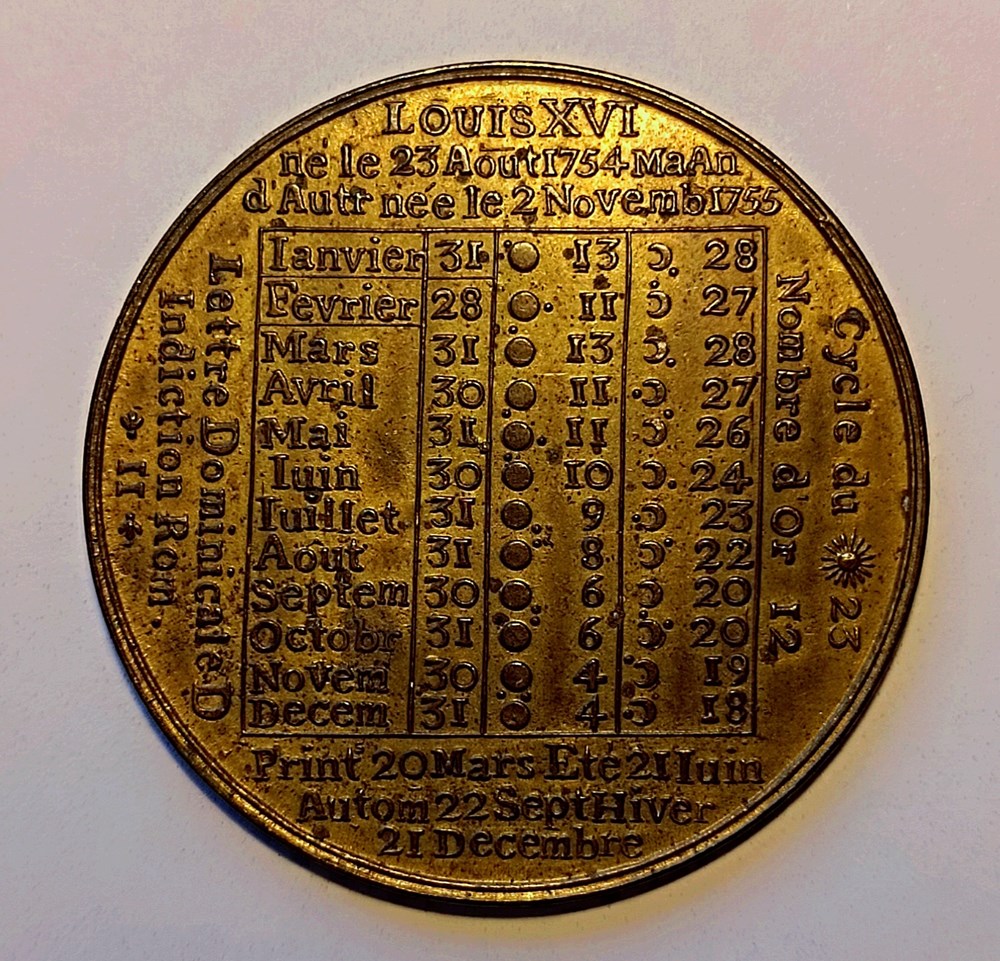 LOUIS XVI
né le 23 Aout 1754 Ma An
d'Autr née le 2 Novemb 1755
Ianvier 31 13 28
Fevrier 28 11 27
Mars 31 13 28
Avril 30 11 27
Mai 31 11 26
Iuin 30 10 24
Iuillet 31 9 23
Aout 31 8 22
Septem 30 6 20
Octobr 31 6 20
Novem 30 4 19
Decem 31 4 18
Print 20 Mars Eté 21 Iuin
Autom 22 Sept Hiver
21 Decembre
Lettre Dominicale D
Indiction Rom.
II
Nombre d'Or 12
Cycle du 23